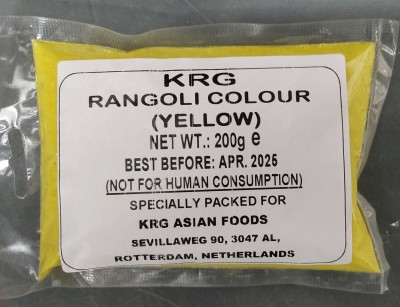 KRG
RANGOLI COLOUR
(YELLOW)
NET WT.: 200g e
BEST BEFORE: APR. 2025
(NOT FOR HUMAN CONSUMPTION)
SPECIALLY PACKED FOR
KRG ASIAN FOODS
SEVILLAWEG 90, 3047 AL,
ROTTERDAM, NETHERLANDS